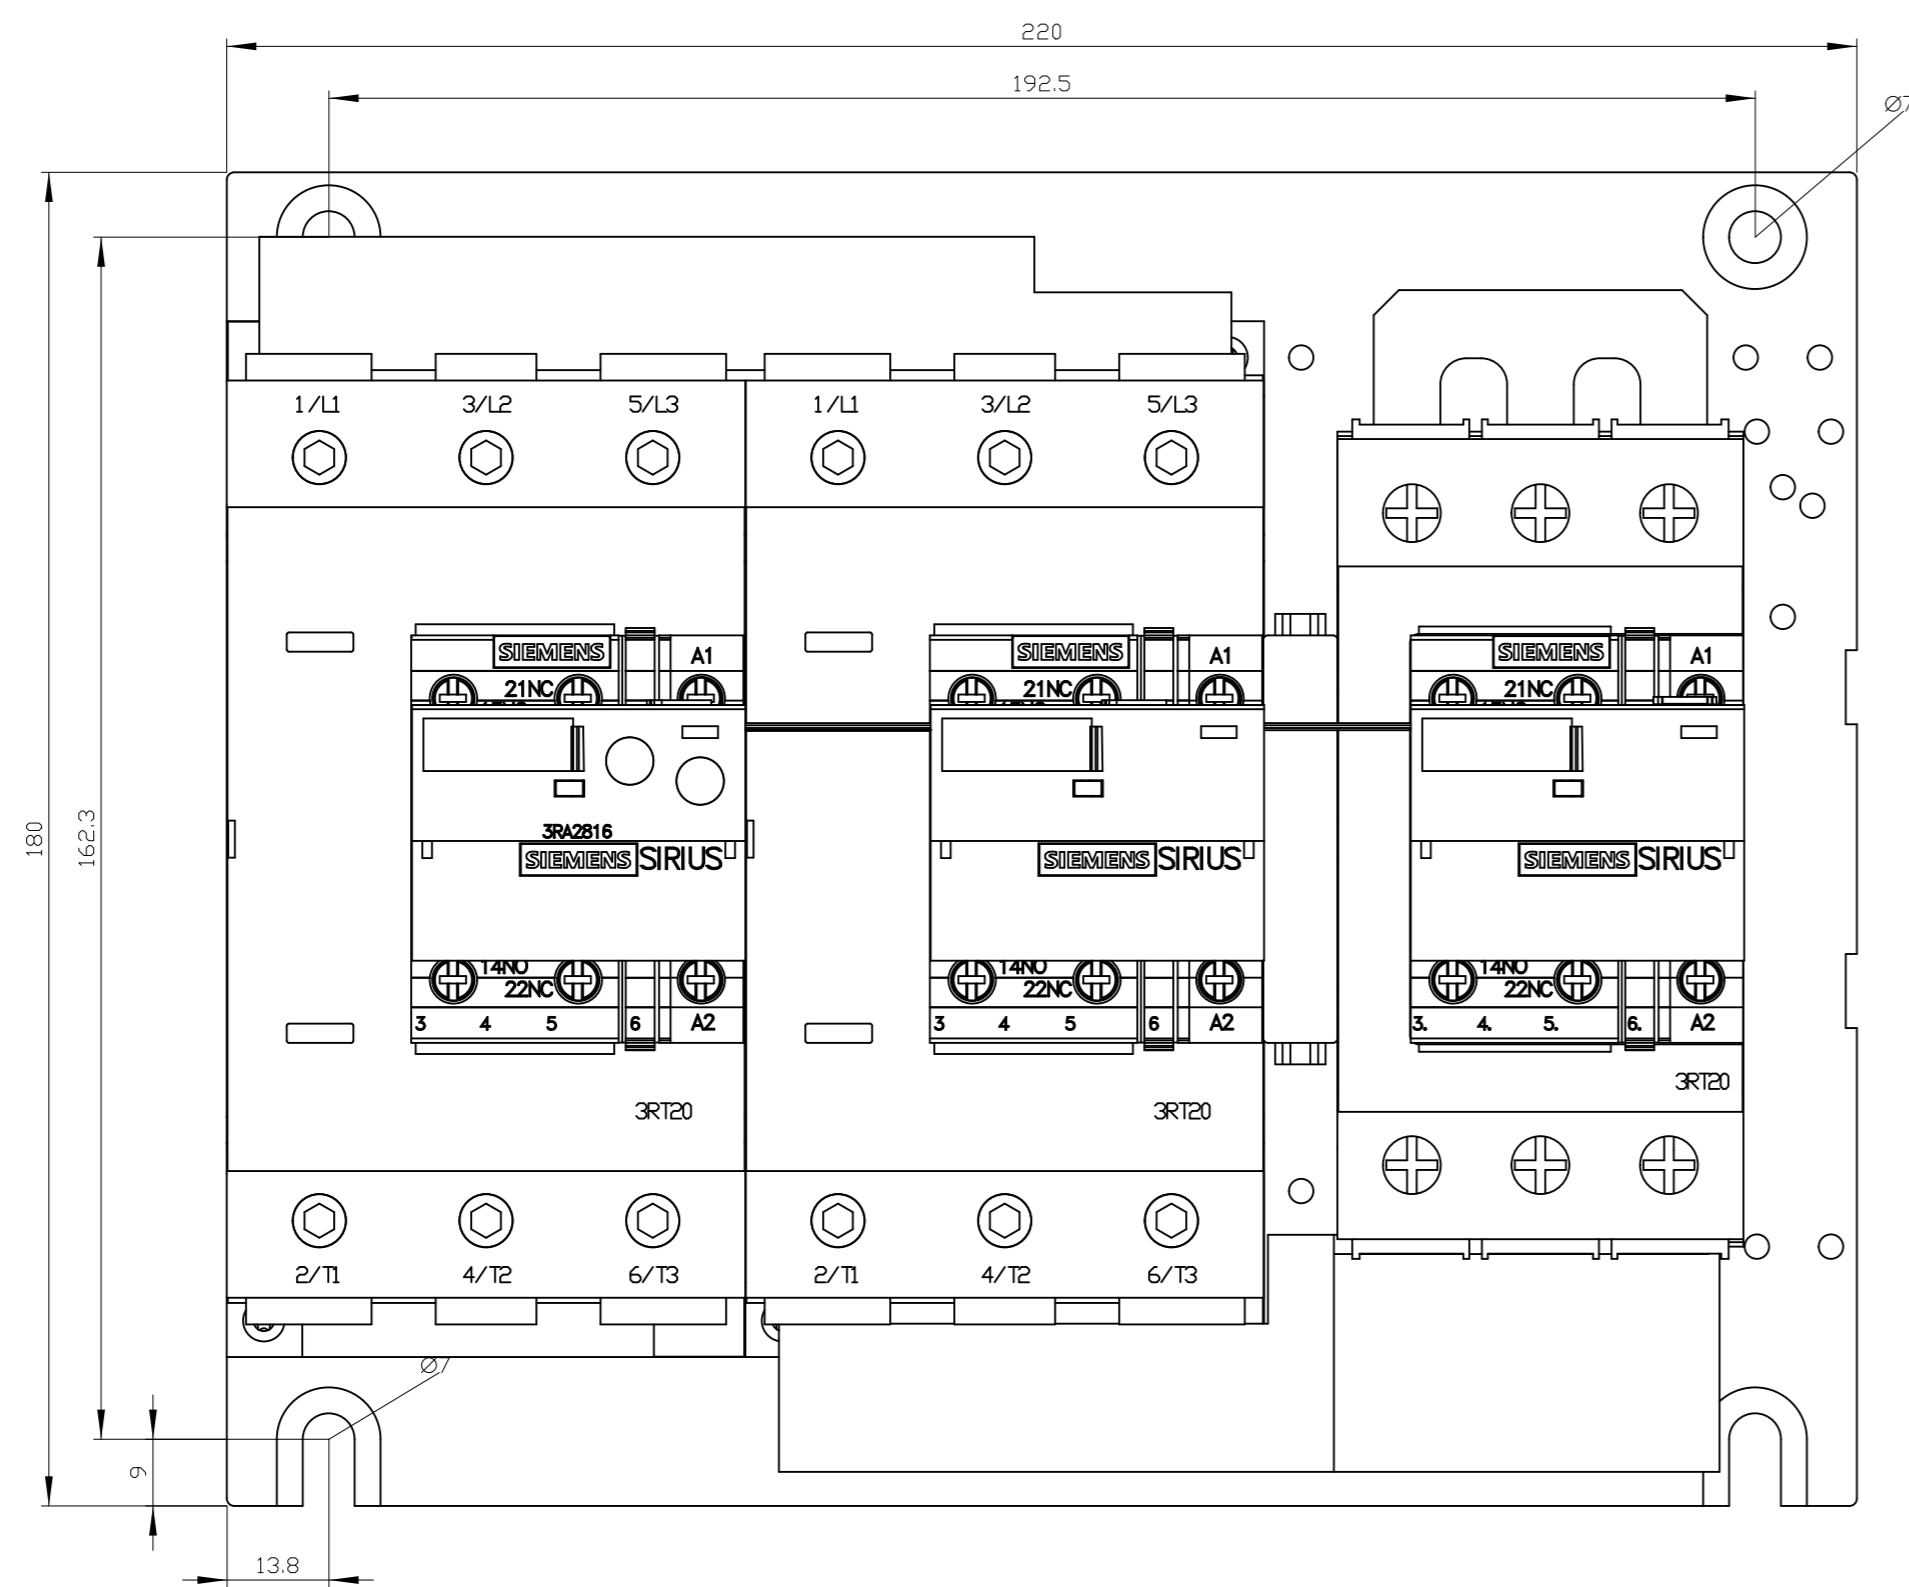 220
192.5
Ø7
1/L1 3/L2 5/L3 1/L1 3/L2 5/L3
SIEMENS A1 SIEMENS A1 SIEMENS A1
21NC 21NC 21NC
3RA2816
SIEMENS SIRIUS SIEMENS SIRIUS SIEMENS SIRIUS
180
162.3
14NO 14NO 14NO
22NC 22NC 22NC
3 4 5 6 A2 3 4 5 6 A2 3. 4. 5. 6. A2
3RT20
3RT20 3RT20
2/T1 4/T2 6/T3 2/T1 4/T2 6/T3
Ø7
9
13.8